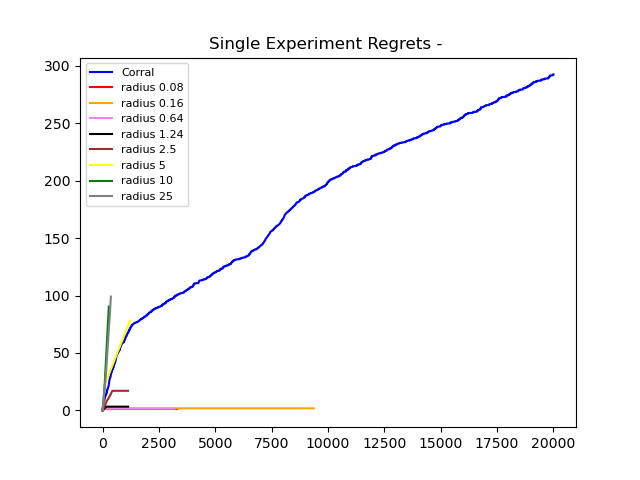 Single Experiment Regrets -
300
250
200
150
100
50
0
Corral
radius 0.08
radius 0.16
radius 0.64
radius 1.24
radius 2.5
radius 5
radius 10
radius 25
0 2500 5000 7500 10000 12500 15000 17500 20000